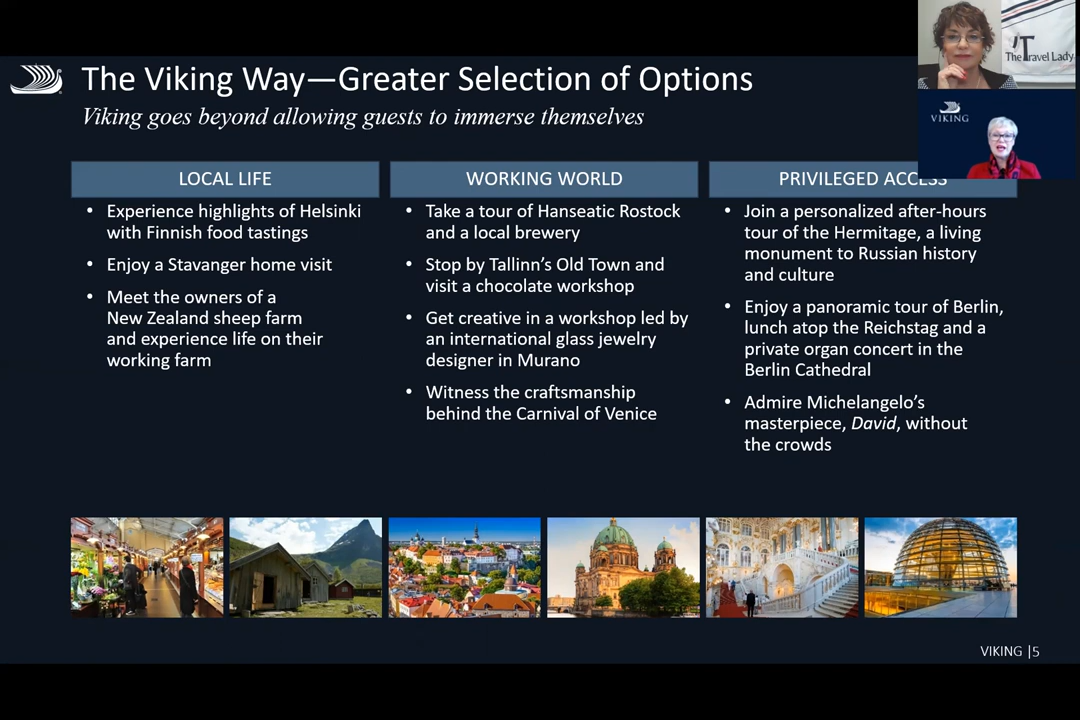 The Viking Way—Greater Selection of Options
Viking goes beyond allowing guests to immerse themselves
'T
The Travel Lady
VIKING
LOCAL LIFE
• Experience highlights of Helsinki
with Finnish food tastings
• Enjoy a Stavanger home visit
• Meet the owners of a
New Zealand sheep farm
and experience life on their
working farm
WORKING WORLD
• Take a tour of Hanseatic Rostock
and a local brewery
• Stop by Tallinn's Old Town and
visit a chocolate workshop
• Get creative in a workshop led by
an international glass jewelry
designer in Murano
• Witness the craftsmanship
behind the Carnival of Venice
PRIVILEGED ACCESS
• Join a personalized after-hours
tour of the Hermitage, a living
monument to Russian history
and culture
• Enjoy a panoramic tour of Berlin,
lunch atop the Reichstag and a
private organ concert in the
Berlin Cathedral
• Admire Michelangelo's
masterpiece, David, without
the crowds
VIKING |5